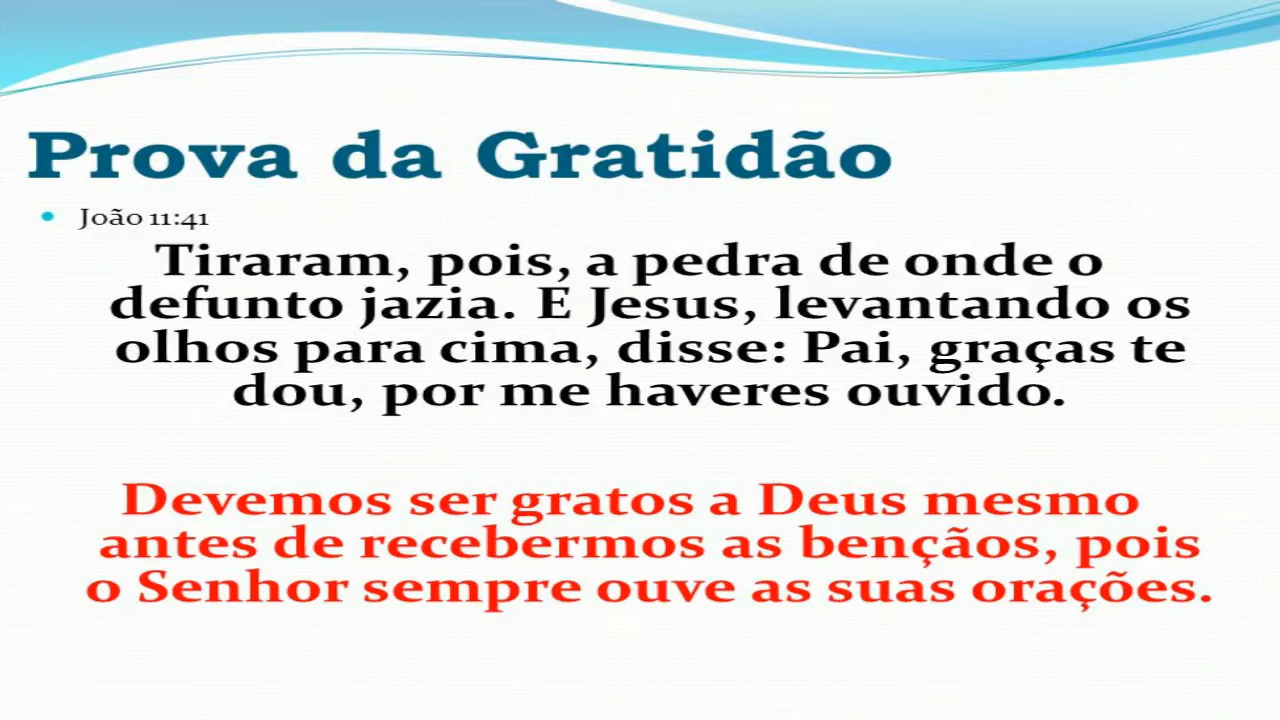 Prova da Gratidão
• João 11:41
Tiraram, pois, a pedra de onde o
defunto jazia. E Jesus, levantando os
olhos para cima, disse: Pai, graças te
dou, por me haveres ouvido.
Devemos ser gratos a Deus mesmo
antes de recebermos as bençãos, pois
o Senhor sempre ouve as suas orações.